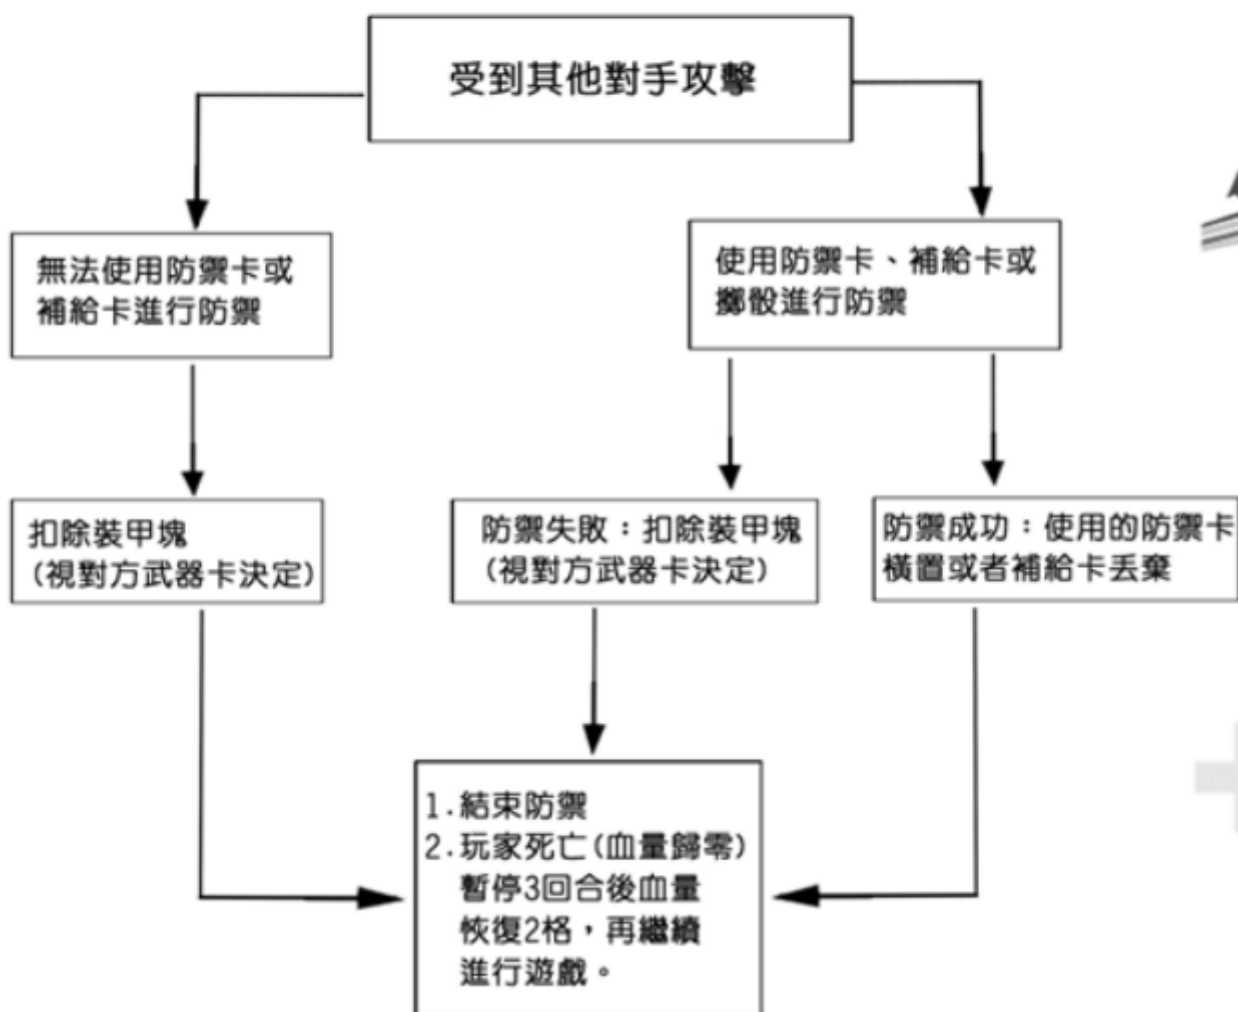 受到其他對手攻擊
無法使用防禦卡或
補給卡進行防禦
使用防禦卡、補給卡或
擲骰進行防禦
扣除裝甲塊
(視對方武器卡決定)
防禦失敗：扣除裝甲塊
(視對方武器卡決定)
防禦成功：使用的防禦卡
橫置或者補給卡丟棄
1.結束防禦
2.玩家死亡(血量歸零)
暫停3回合後血量
恢復2格，再繼續
進行遊戲。